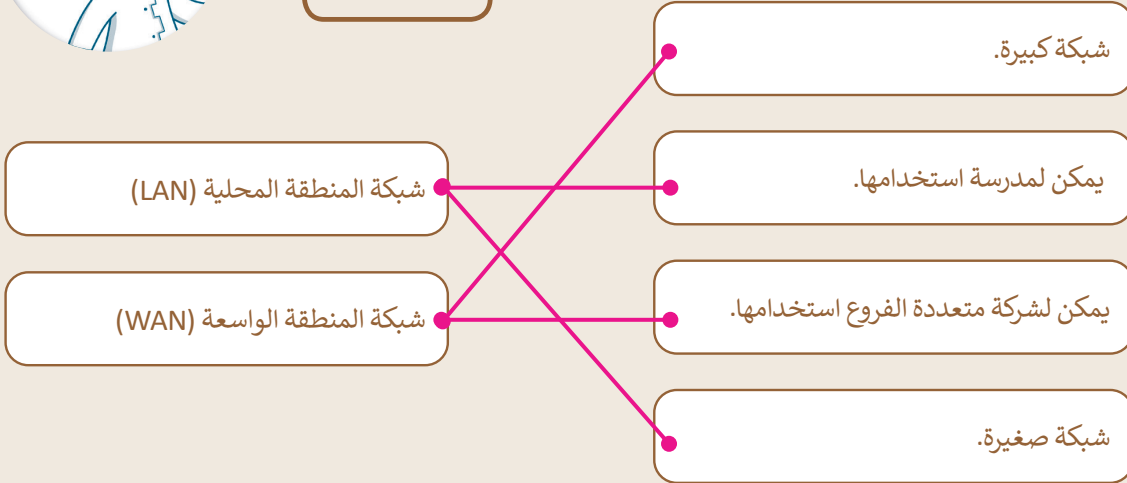 شبكة كبيرة.
يمكن لمدرسة استخدامها.
شبكة المنطقة المحلية (LAN)
يمكن لشركة متعددة الفروع استخدامها.
شبكة المنطقة الواسعة (WAN)
شبكة صغيرة.